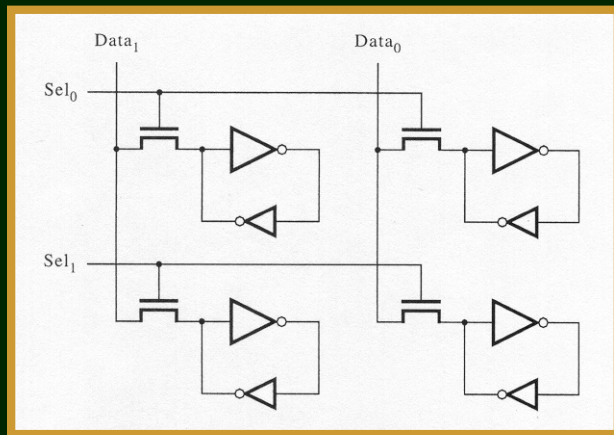 Data₁ Data₀
Sel₀
Sel₁